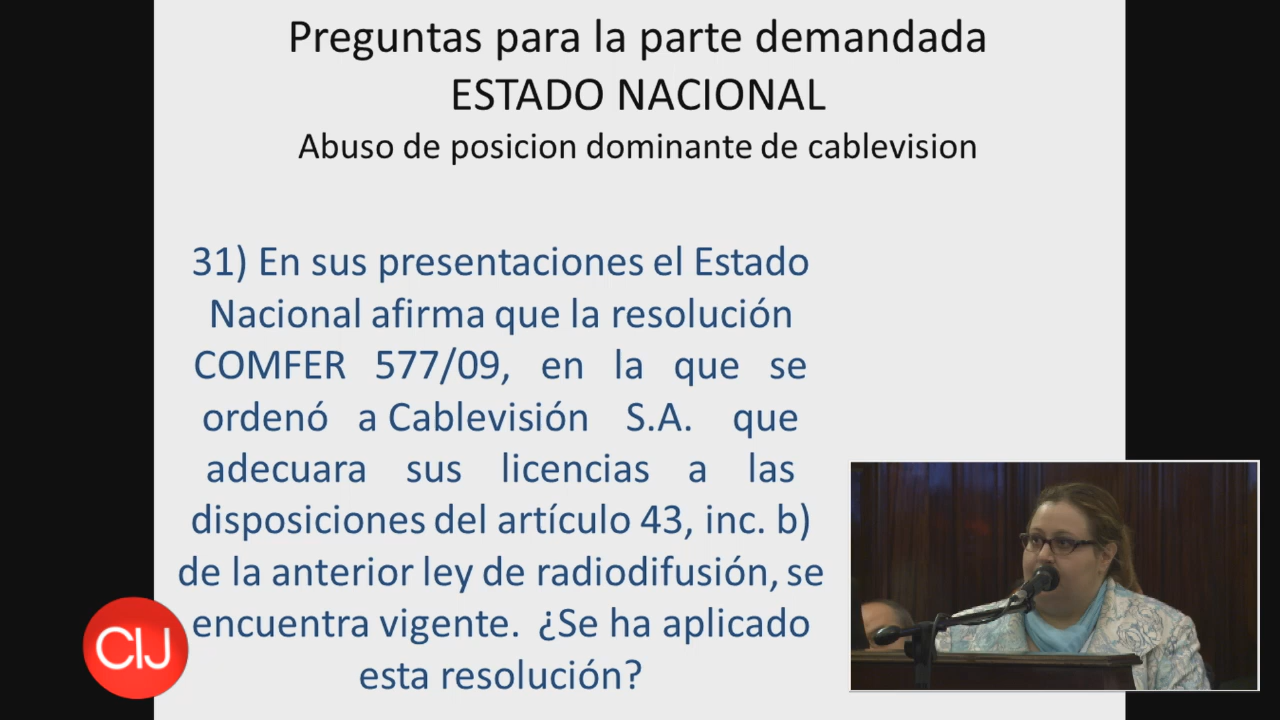 Preguntas para la parte demandada
ESTADO NACIONAL
Abuso de posicion dominante de cablevision
31) En sus presentaciones el Estado
Nacional afirma que la resolución
COMFER 577/09, en la que se
ordenó a Cablevisión S.A. que
adecuara sus licencias a las
disposiciones del artículo 43, inc. b)
de la anterior ley de radiodifusión, se
encuentra vigente. ¿Se ha aplicado
esta resolución?
CIJ